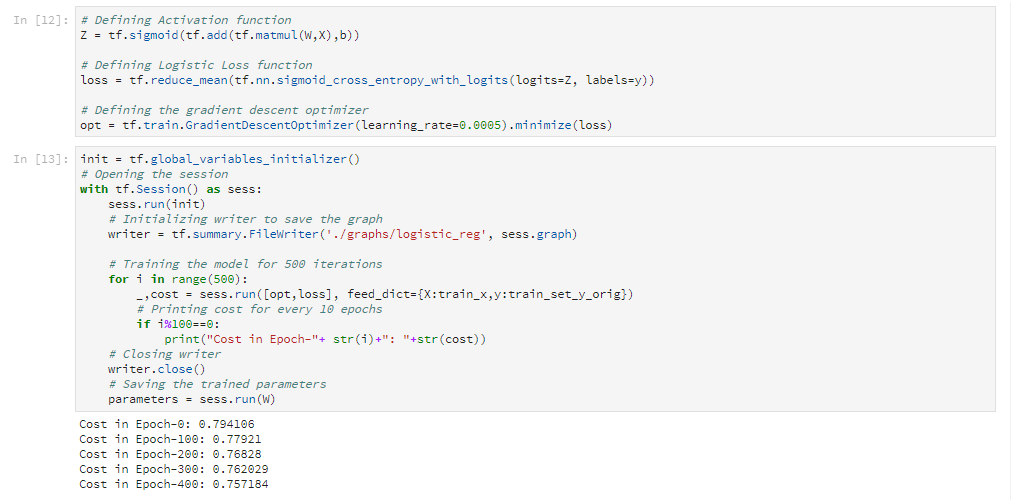 In [12]: # Defining Activation function
Z = tf.sigmoid(tf.add(tf.matmul(W,X),b))
# Defining Logistic Loss function
loss = tf.reduce_mean(tf.nn.sigmoid_cross_entropy_with_logits(logits=Z, labels=y))
# Defining the gradient descent optimizer
opt = tf.train.GradientDescentOptimizer(learning_rate=0.0005).minimize(loss)
In [13]: init = tf.global_variables_initializer()
# Opening the session
with tf.Session() as sess:
sess.run(init)
# Initializing writer to save the graph
writer = tf.summary.FileWriter('./graphs/logistic_reg', sess.graph)
# Training the model for 500 iterations
for i in range(500):
_,cost = sess.run([opt,loss], feed_dict={X:train_x,y:train_set_y_orig})
# Printing cost for every 10 epochs
if i%100==0:
print("Cost in Epoch-"+ str(i)+": "+str(cost))
# Closing writer
writer.close()
# Saving the trained parameters
parameters = sess.run(W)
Cost in Epoch-0: 0.794106
Cost in Epoch-100: 0.77921
Cost in Epoch-200: 0.76828
Cost in Epoch-300: 0.762029
Cost in Epoch-400: 0.757184